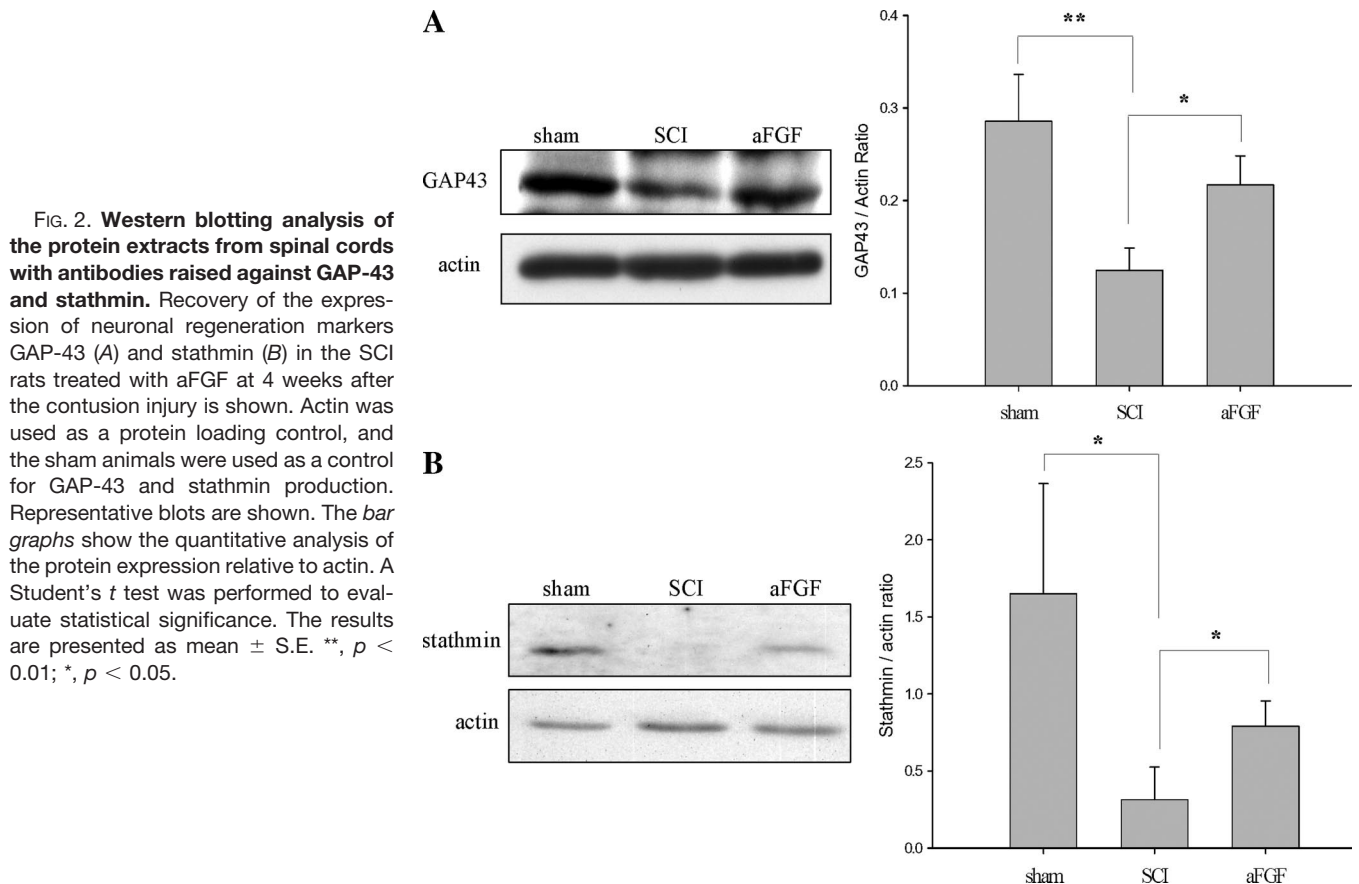 FIG. 2. Western blotting analysis of
the protein extracts from spinal cords
with antibodies raised against GAP-43
and stathmin. Recovery of the expres-
sion of neuronal regeneration markers
GAP-43 (A) and stathmin (B) in the SCI
rats treated with aFGF at 4 weeks after
the contusion injury is shown. Actin was
used as a protein loading control, and
the sham animals were used as a control
for GAP-43 and stathmin production.
Representative blots are shown. The bar
graphs show the quantitative analysis of
the protein expression relative to actin. A
Student's t test was performed to eval-
uate statistical significance. The results
are presented as mean ± S.E. **, p <
0.01; *, p < 0.05.
A
sham SCI aFGF
GAP43
actin
GAP43 / Actin Ratio
0.4
0.3
0.2
0.1
0.0
**
*
sham SCI aFGF
B
sham SCI aFGF
stathmin
actin
Stathmin / actin ratio
2.5
2.0
1.5
1.0
0.5
0.0
*
*
sham SCI aFGF